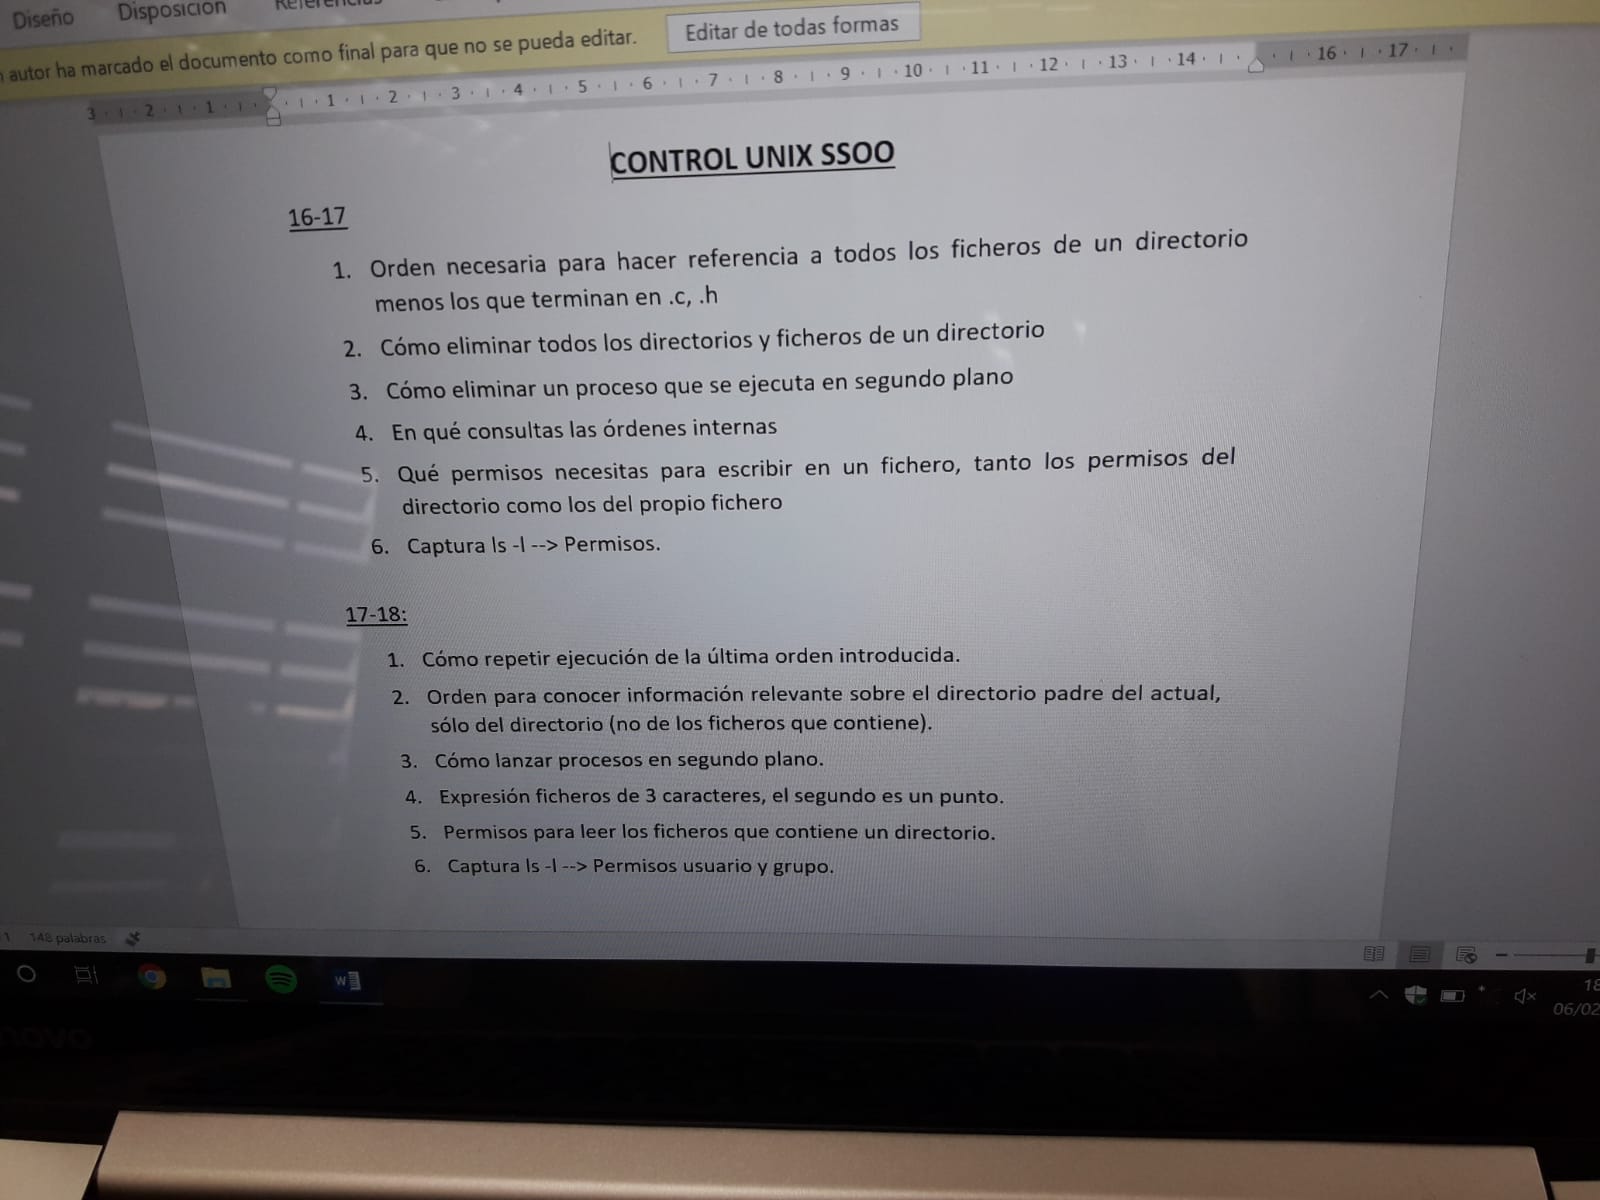 Diseño Disposición
autor ha marcado el documento como final para que no se pueda editar. Editar de todas formas
3 2 1 1 2 3 4 5 6 7 8 9 10 11 12 13 14 16 17
CONTROL UNIX SSOO
16-17
1. Orden necesaria para hacer referencia a todos los ficheros de un directorio
menos los que terminan en .c, .h
2. Cómo eliminar todos los directorios y ficheros de un directorio
3. Cómo eliminar un proceso que se ejecuta en segundo plano
4. En qué consultas las órdenes internas
5. Qué permisos necesitas para escribir en un fichero, tanto los permisos del
directorio como los del propio fichero
6. Captura ls -l --> Permisos.
17-18:
1. Cómo repetir ejecución de la última orden introducida.
2. Orden para conocer información relevante sobre el directorio padre del actual,
sólo del directorio (no de los ficheros que contiene).
3. Cómo lanzar procesos en segundo plano.
4. Expresión ficheros de 3 caracteres, el segundo es un punto.
5. Permisos para leer los ficheros que contiene un directorio.
6. Captura ls -l --> Permisos usuario y grupo.
1 148 palabras
W
18
06/02